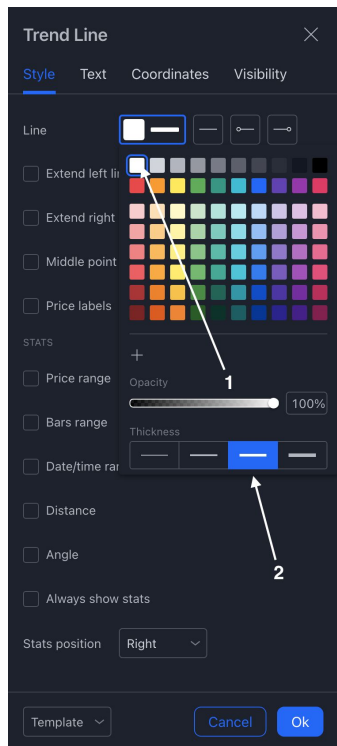 Trend Line
Style Text Coordinates Visibility
Line
Extend left li
Extend right
Middle point
Price labels
STATS
Price range
Bars range
Date/time ra
Distance
Angle
Always show stats
Stats position Right
+
Opacity
100%
Thickness
1
2
Template Cancel Ok